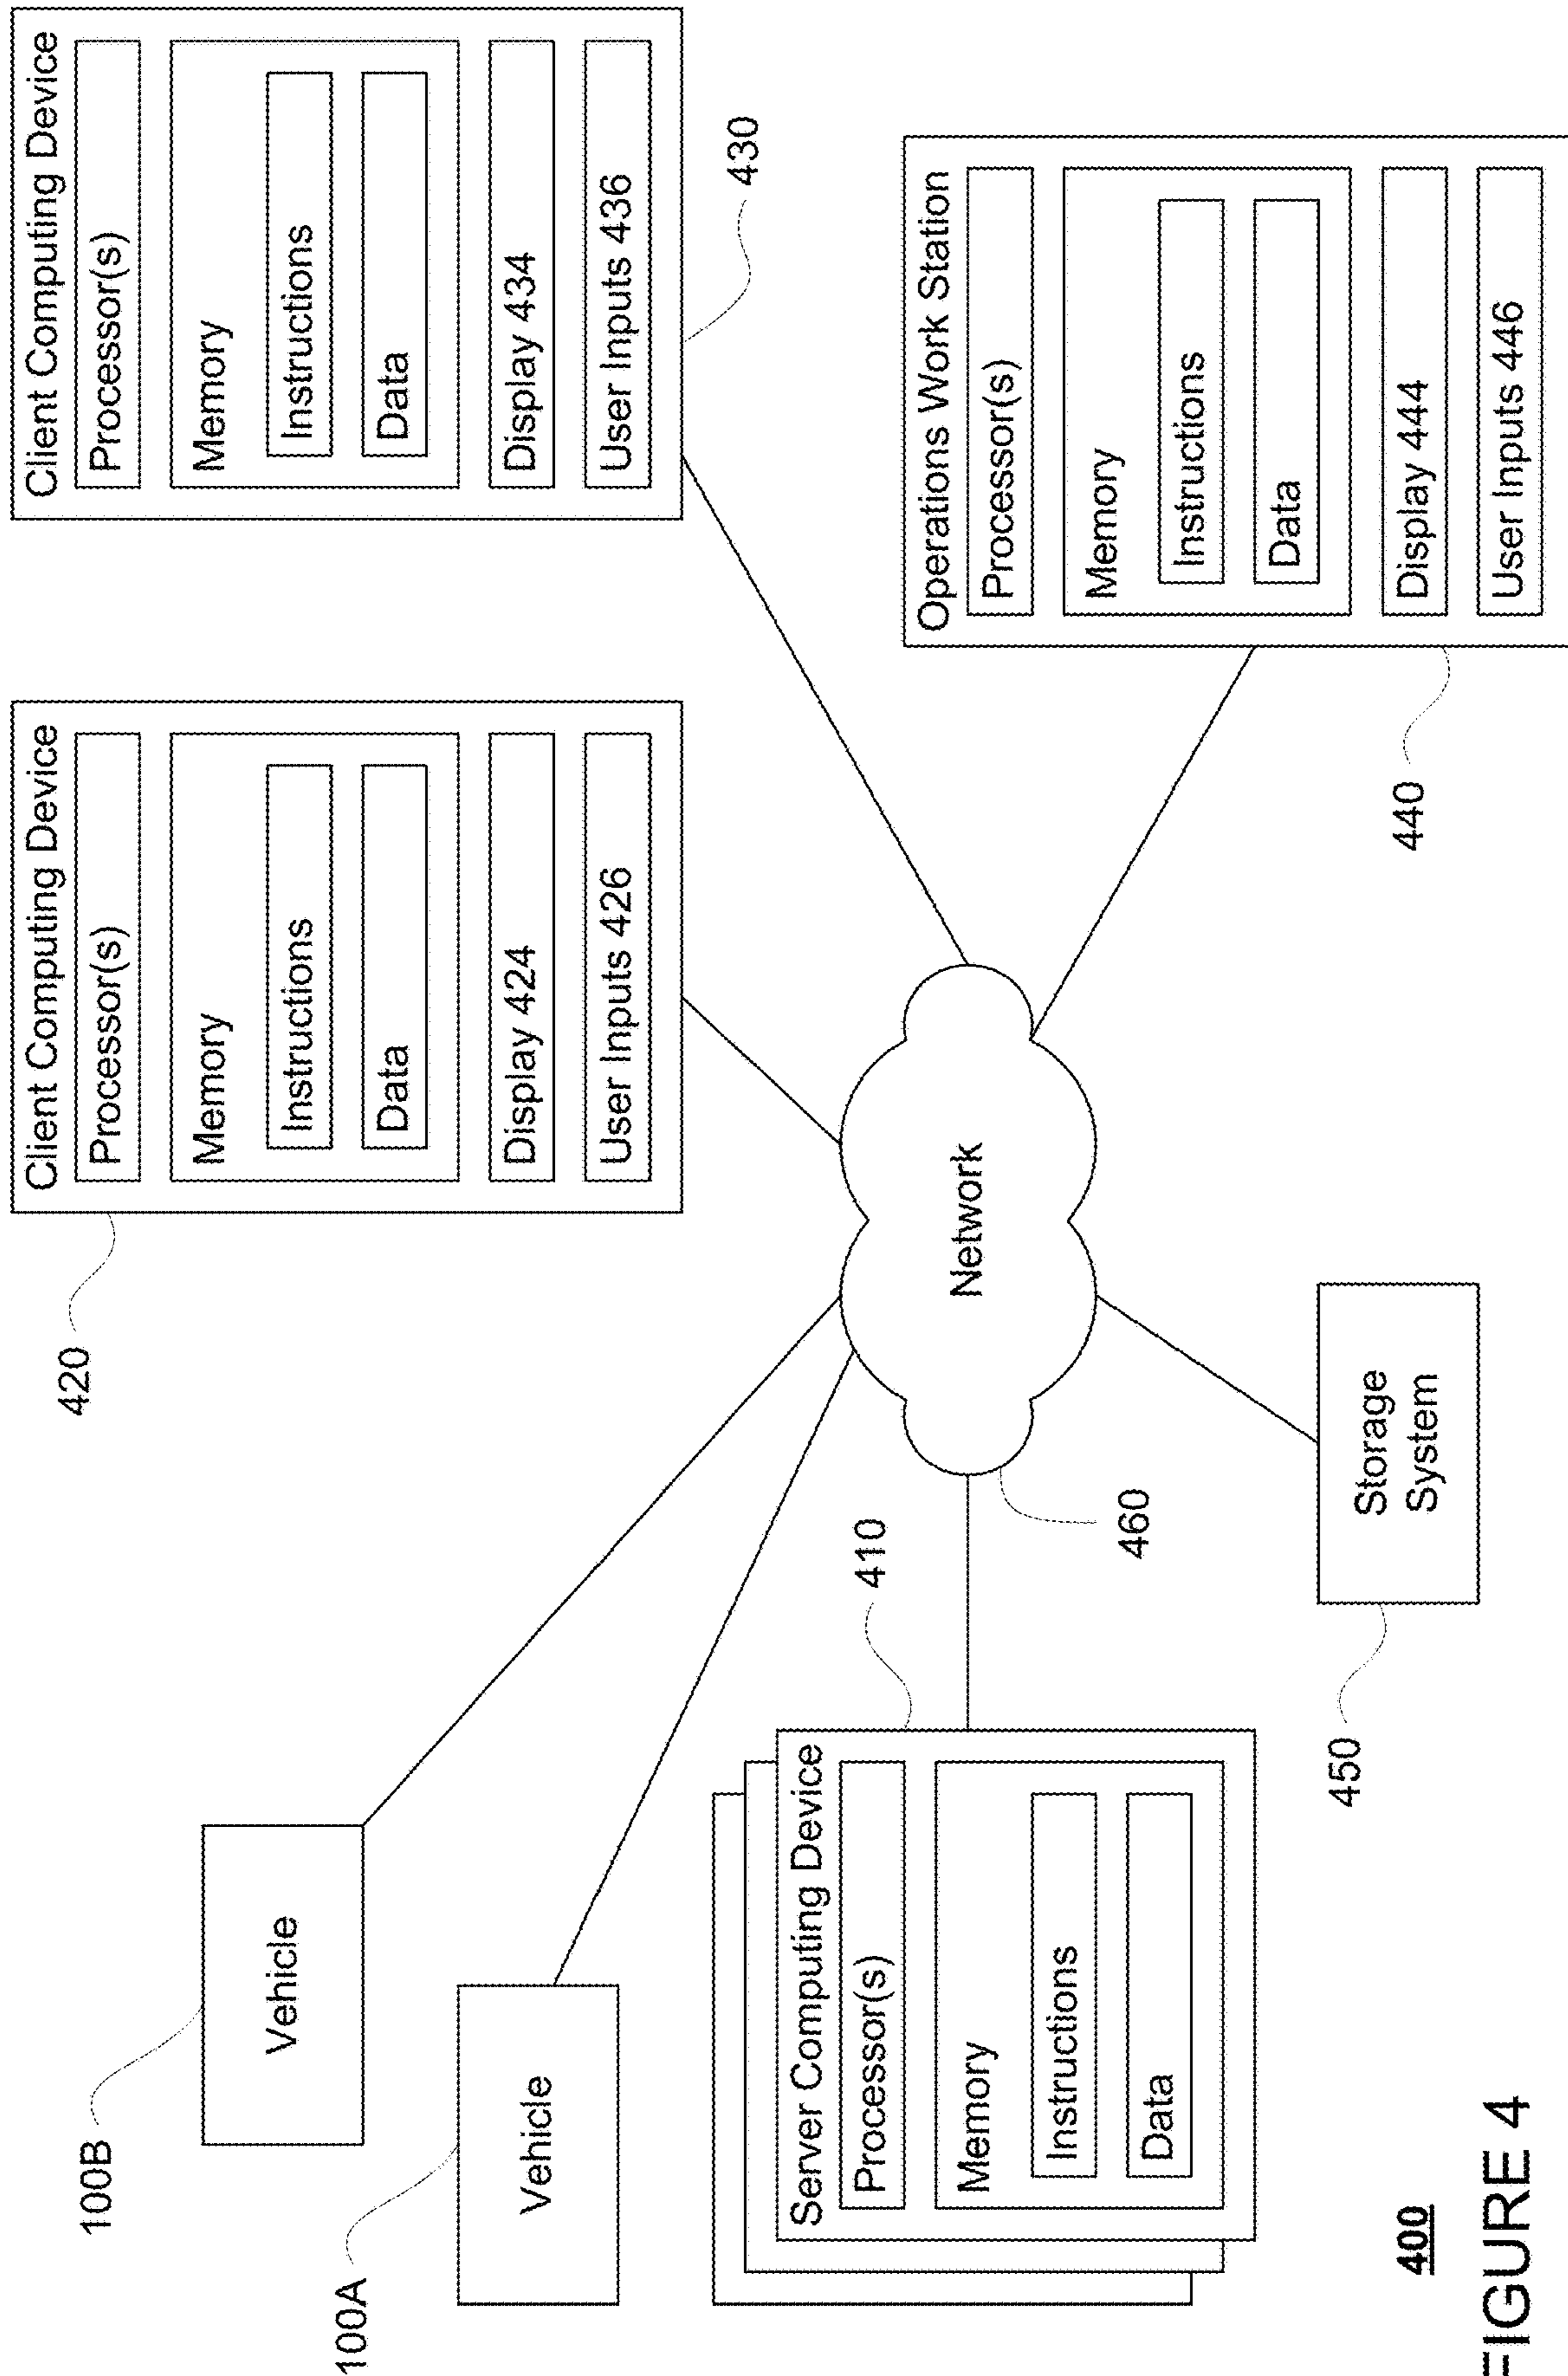 100B
Vehicle
100A
Vehicle
420
Client Computing Device
Processor(s)
Memory
Instructions
Data
Display 424
User Inputs 426
Client Computing Device
Processor(s)
Memory
Instructions
Data
Display 434
User Inputs 436
430
Server Computing Device
Processor(s)
Memory
Instructions
Data
410
Network
460
Operations Work Station
Processor(s)
Memory
Instructions
Data
Display 444
User Inputs 446
440
Storage
System
450
400
FIGURE 4